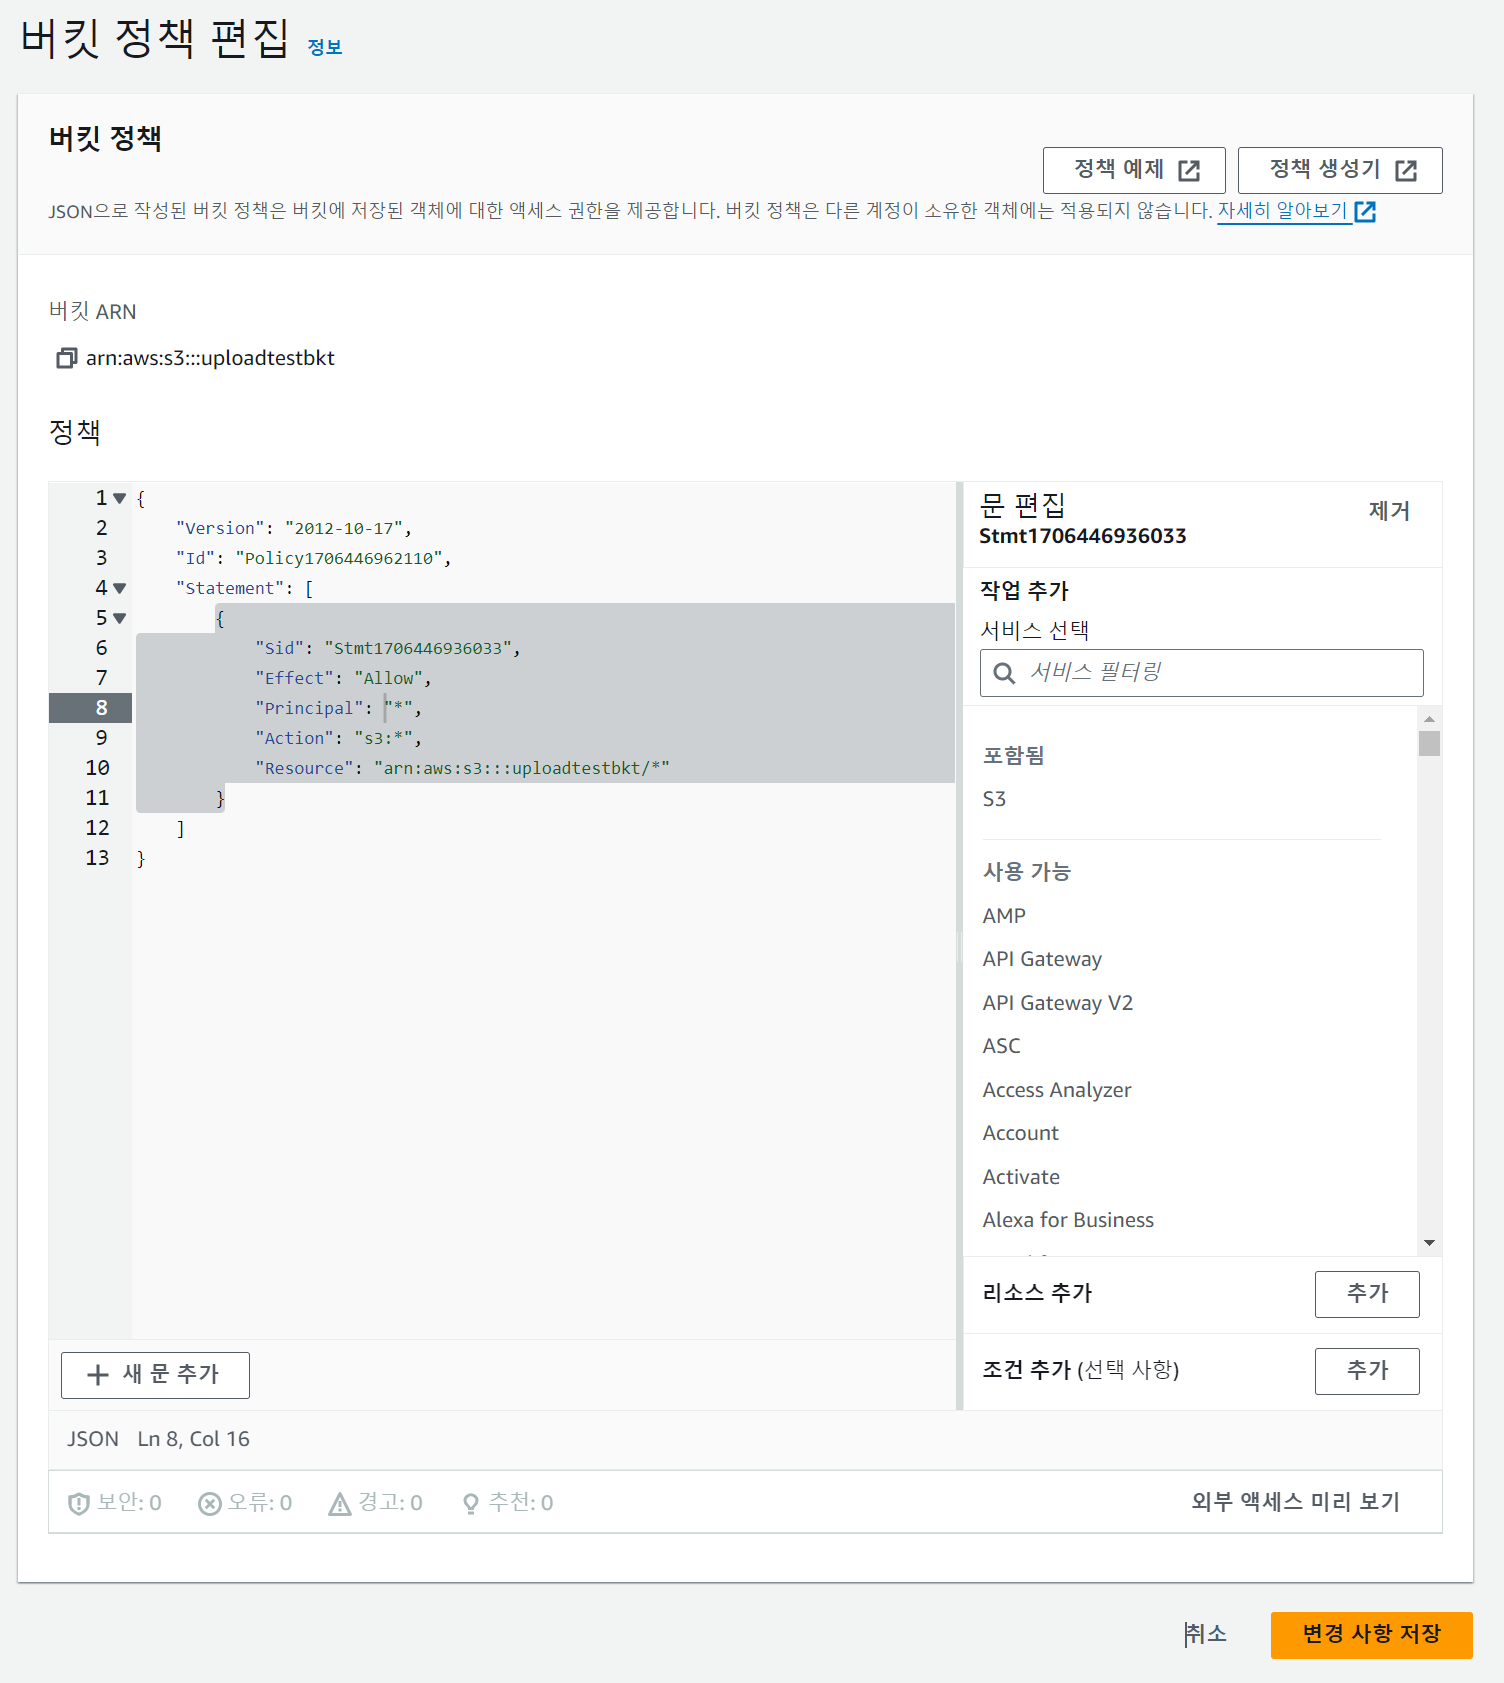 버킷 정책 편집 정보
버킷 정책
정책 예제
정책 생성기
JSON으로 작성된 버킷 정책은 버킷에 저장된 객체에 대한 액세스 권한을 제공합니다. 버킷 정책은 다른 계정이 소유한 객체에는 적용되지 않습니다. 자세히 알아보기
버킷 ARN
arn:aws:s3:::uploadtestbkt
정책
1 {
2 "Version": "2012-10-17",
3 "Id": "Policy1706446962110",
4 "Statement": [
5 {
6 "Sid": "Stmt1706446936033",
7 "Effect": "Allow",
8 "Principal": "*",
9 "Action": "s3:*",
10 "Resource": "arn:aws:s3:::uploadtestbkt/*"
11 }
12 ]
13 }
새 문 추가
문 편집
제거
Stmt1706446936033
작업 추가
서비스 선택
서비스 필터링
포함됨
S3
사용 가능
AMP
API Gateway
API Gateway V2
ASC
Access Analyzer
Account
Activate
Alexa for Business
리소스 추가
추가
조건 추가 (선택 사항)
추가
JSON Ln 8, Col 16
보안: 0 오류: 0 경고: 0 추천: 0
외부 액세스 미리 보기
취소
변경 사항 저장